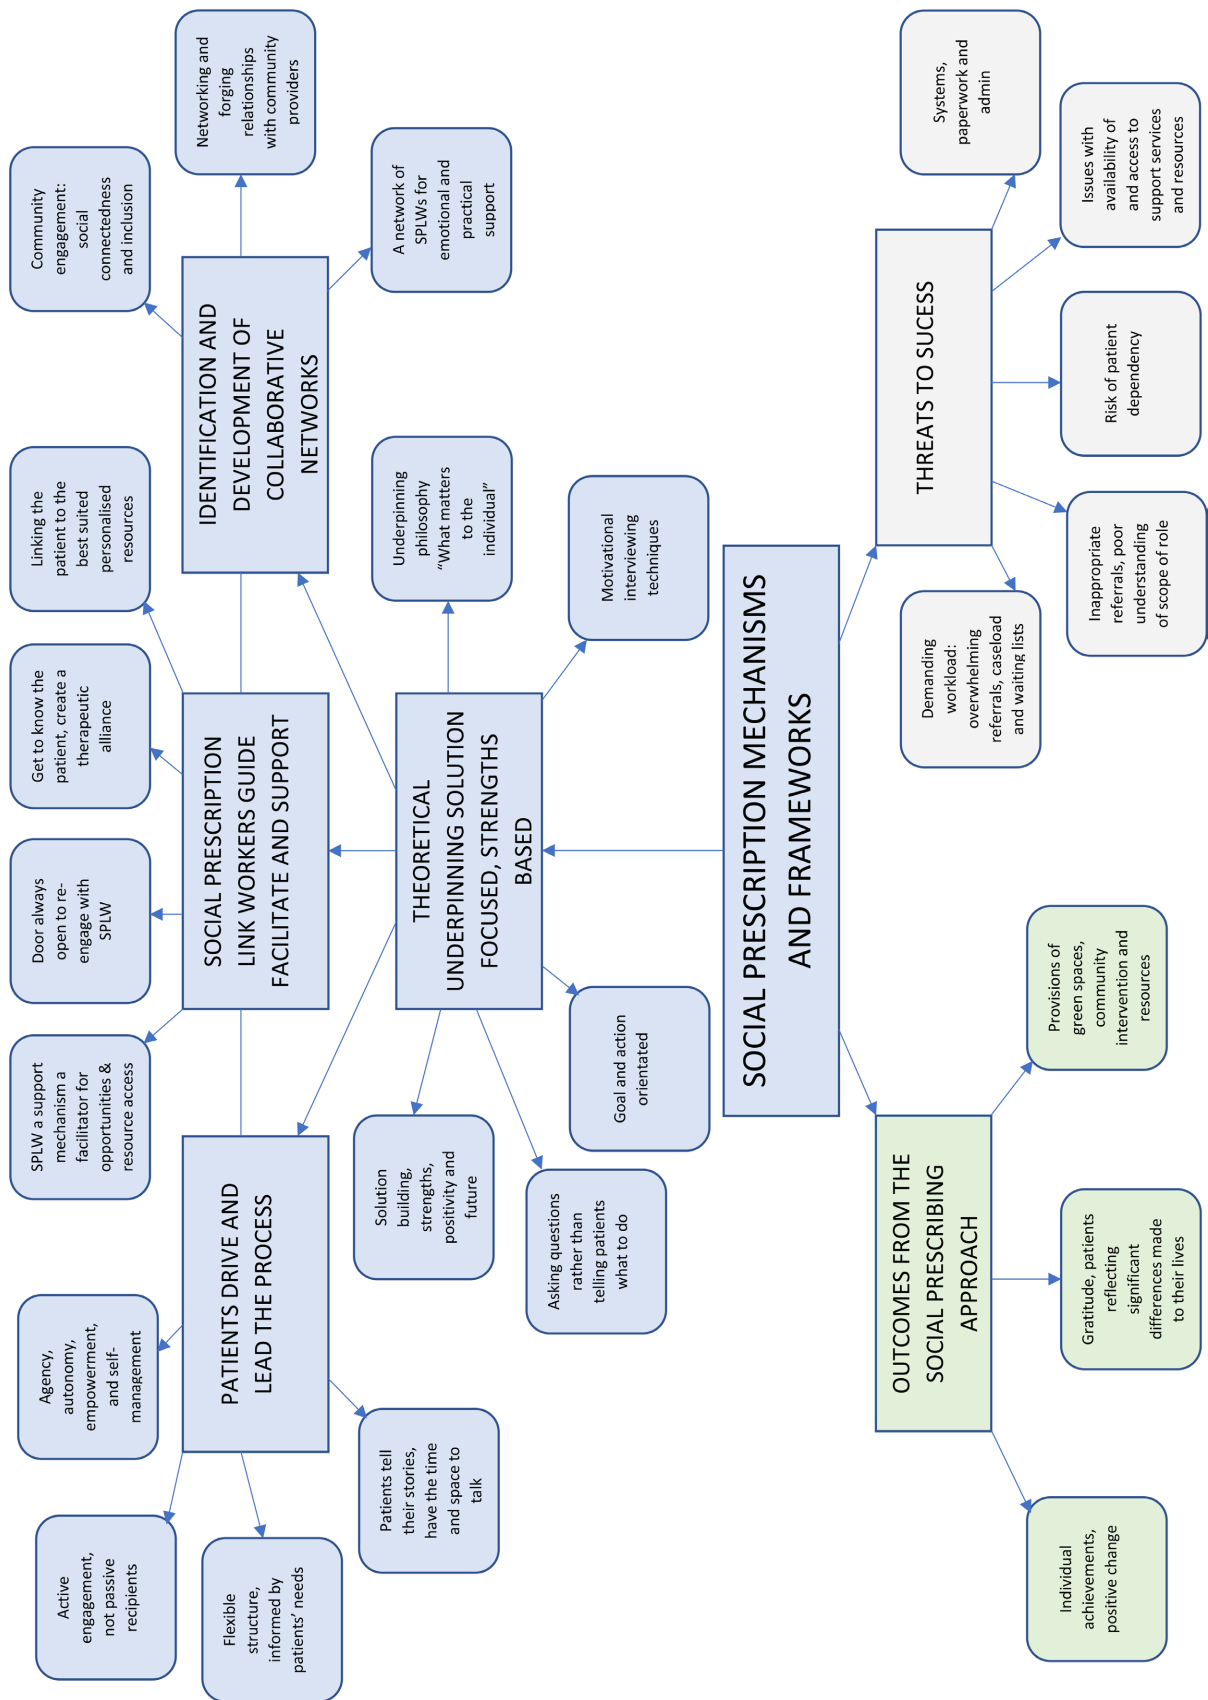 Active
engagement,
not passive
recipients
Agency,
autonomy,
empowerment,
and self-
management
SPLW a support
mechanism a
facilitator for
opportunities &
resource access
Door always
open to re-
engage with
SPLW
Get to know the
patient, create a
therapeutic
alliance
Linking the
patient to the
best suited
personalised
resources
Community
engagement:
social
connectedness
and inclusion
Networking and
forging
relationships
with community
providers
Flexible
structure,
informed by
patients’ needs
PATIENTS DRIVE AND
LEAD THE PROCESS
SOCIAL PRESCRIPTION
LINK WORKERS GUIDE
FACILITATE AND SUPPORT
IDENTIFICATION AND
DEVELOPMENT OF
COLLABORATIVE
NETWORKS
Patients tell
their stories,
have the time
and space to
talk
Solution
building,
strengths,
positivity and
future
THEORETICAL
UNDERPINNING SOLUTION
FOCUSED, STRENGTHS
BASED
Underpinning
philosophy
“What matters
to the
individual”
A network of
SPLWs for
emotional and
practical
support
Asking questions
rather than
telling patients
what to do
Goal and action
orientated
Motivational
interviewing
techniques
SOCIAL PRESCRIPTION MECHANISMS
AND FRAMEWORKS
OUTCOMES FROM THE
SOCIAL PRESCRIBING
APPROACH
THREATS TO SUCESS
Individual
achievements,
positive change
Gratitude, patients
reflecting
significant
differences made
to their lives
Provisions of
green spaces,
community
intervention and
resources
Demanding
workload:
overwhelming
referrals, caseload
and waiting lists
Inappropriate
referrals, poor
understanding
of scope of role
Risk of patient
dependency
Issues with
availability of
and access to
support services
and resources
Systems,
paperwork and
admin